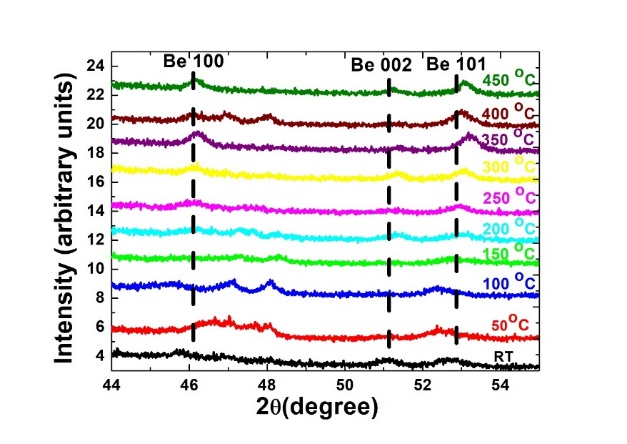 Be 100
Be 002
Be 101
24
22
20
18
16
14
12
10
8
6
4
450 °C
400 °C
350 °C
300 °C
250 °C
200 °C
150 °C
100 °C
50°C
RT
44
46
48
50
52
54
2θ(degree)
Intensity (arbitrary units)